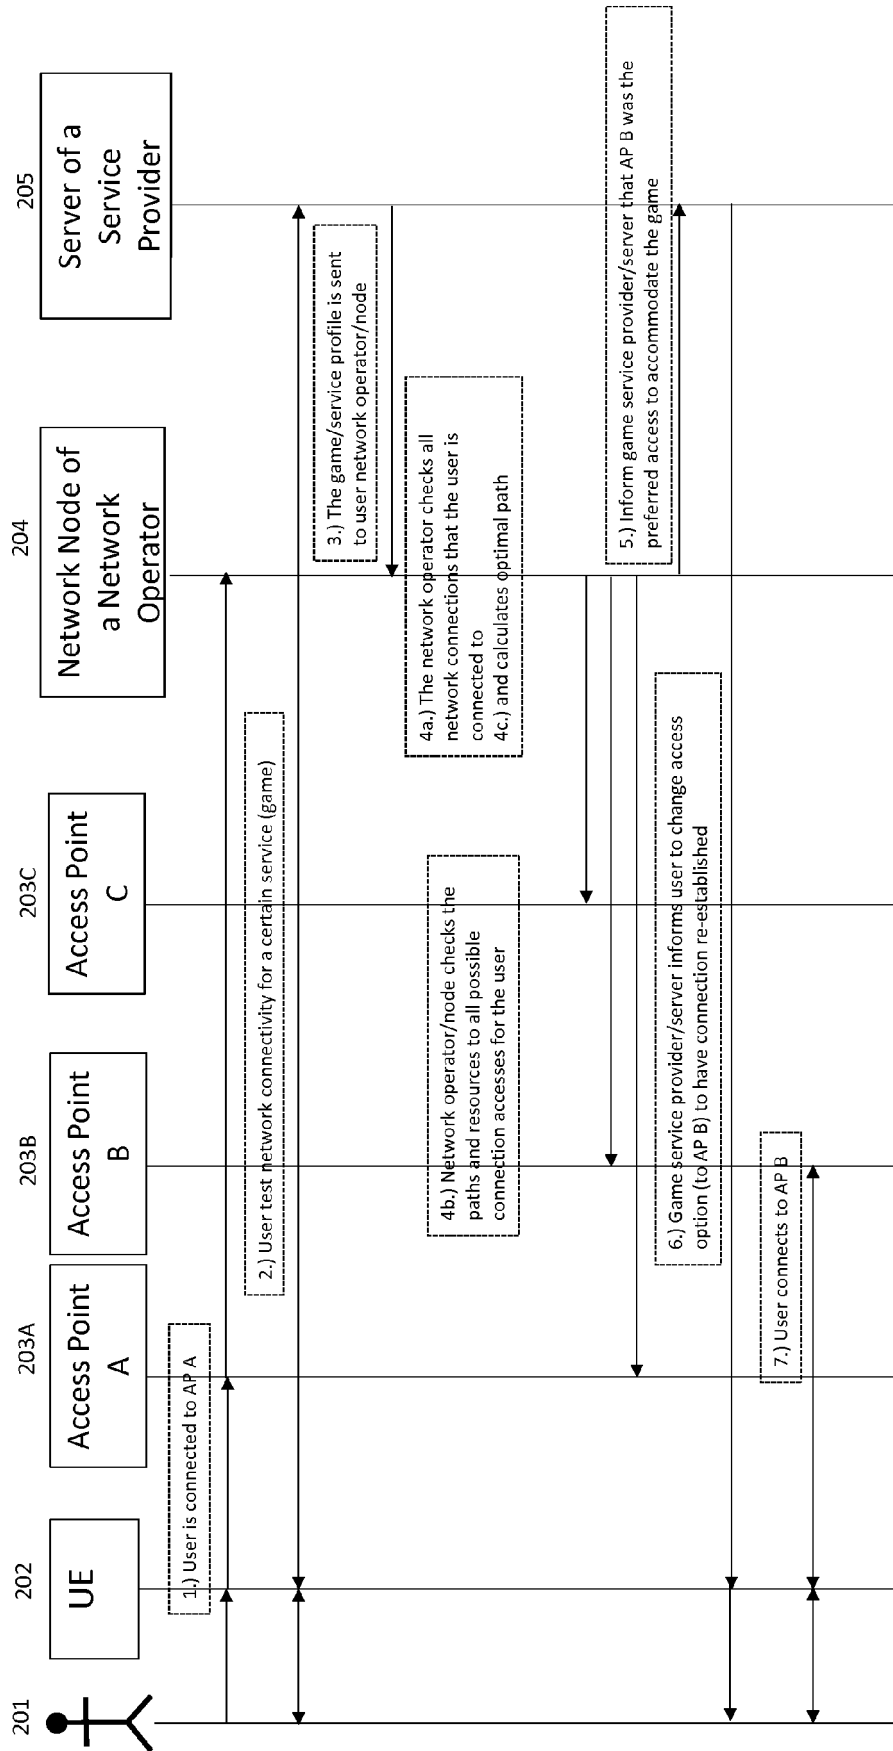 201
202
203A
203B
203C
204
205
UE
Access Point
A
Access Point
B
Access Point
C
Network Node of
a Network
Operator
Server of a
Service
Provider
1.) User is connected to AP A
2.) User test network connectivity for a certain service (game)
3.) The game/service profile is sent
to user network operator/node
4a.) The network operator checks all
network connections that the user is
connected to
4c.) and calculates optimal path
4b.) Network operator/node checks the
paths and resources to all possible
connection accesses for the user
5.) Inform game service provider/server that AP B was the
preferred access to accommodate the game
6.) Game service provider/server informs user to change access
option (to AP B) to have connection re-established
7.) User connects to AP B